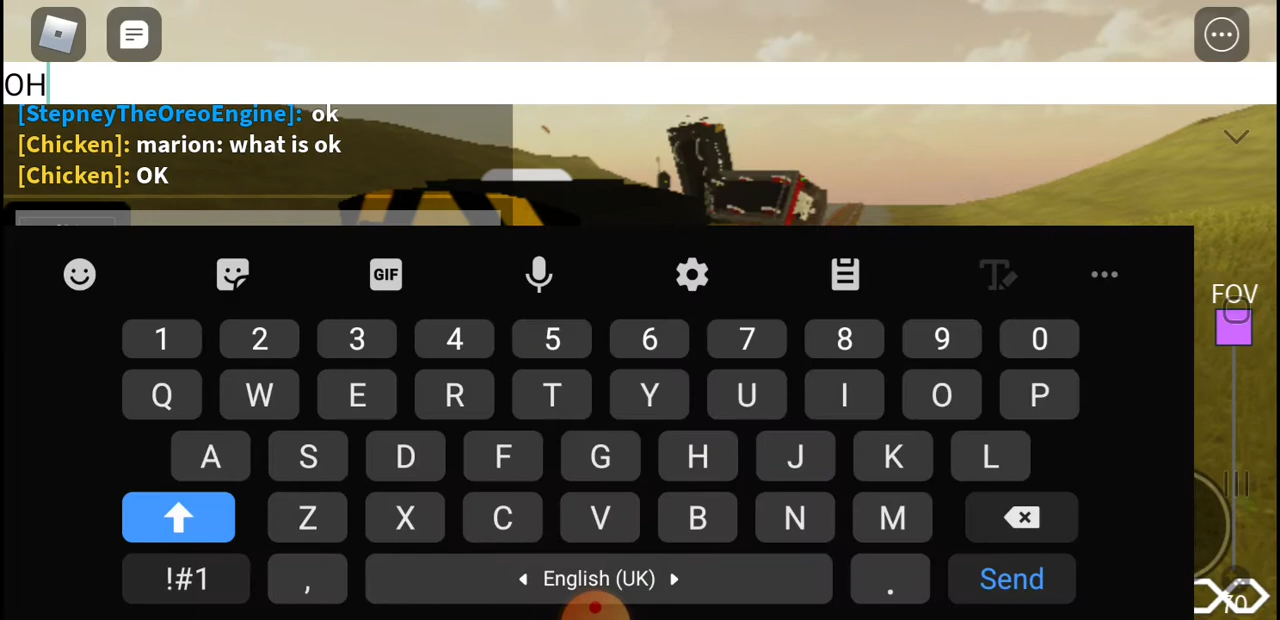 OH
[StepneyTheOreoEngine]: ok
[Chicken]: marion: what is ok
[Chicken]: OK
GIF
FOV
1 2 3 4 5 6 7 8 9 0
Q W E R T Y U I O P
A S D F G H J K L
Z X C V B N M
!#1 , English (UK) . Send
70